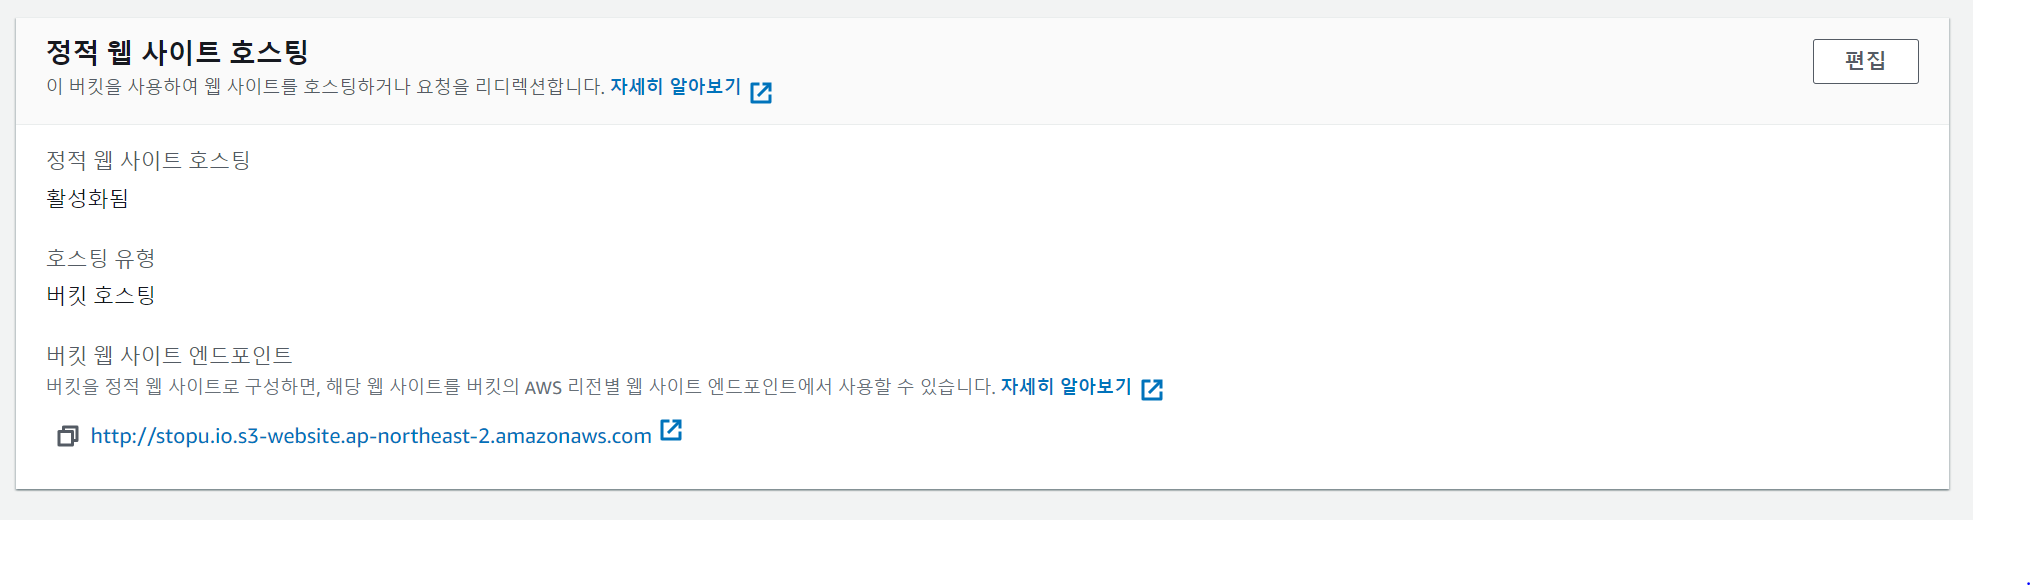 정적 웹 사이트 호스팅
편집
이 버킷을 사용하여 웹 사이트를 호스팅하거나 요청을 리디렉션합니다. 자세히 알아보기
정적 웹 사이트 호스팅
활성화됨
호스팅 유형
버킷 호스팅
버킷 웹 사이트 엔드포인트
버킷을 정적 웹 사이트로 구성하면, 해당 웹 사이트를 버킷의 AWS 리전별 웹 사이트 엔드포인트에서 사용할 수 있습니다. 자세히 알아보기
http://stopu.io.s3-website.ap-northeast-2.amazonaws.com